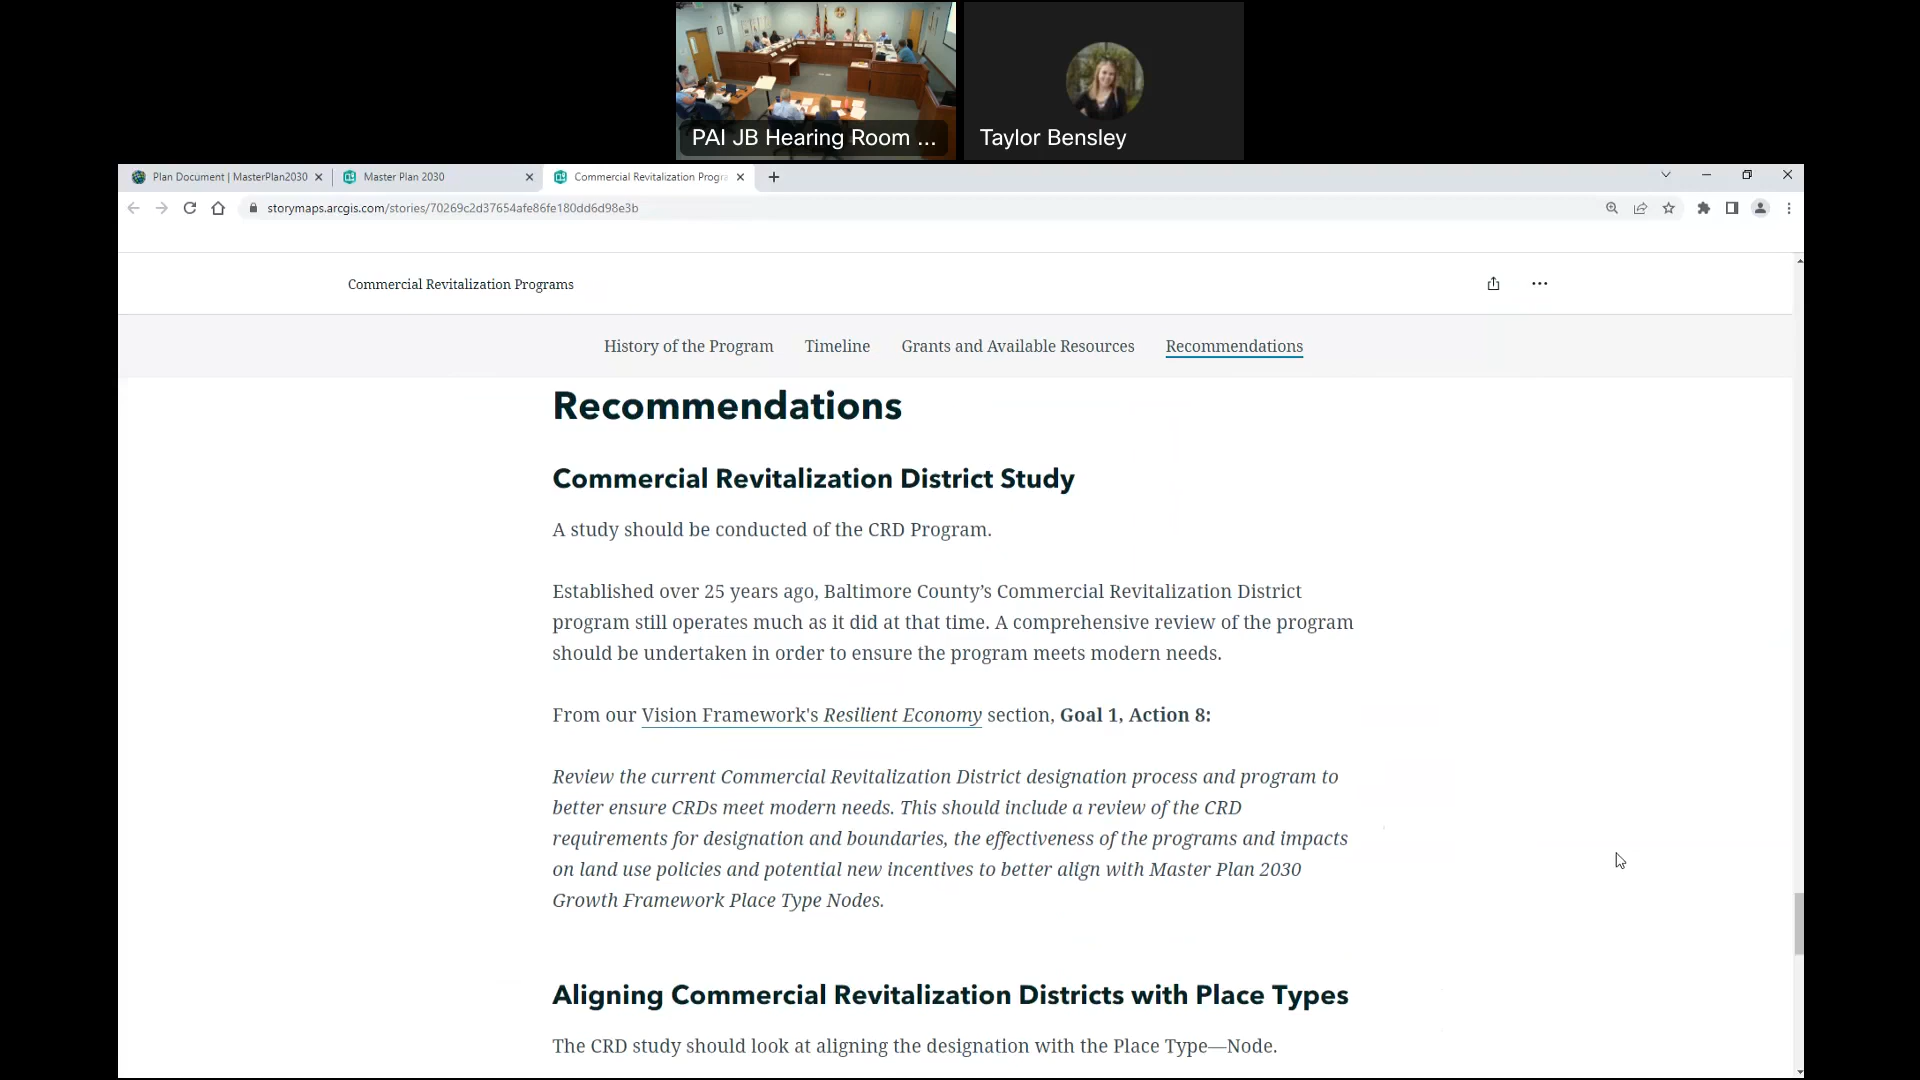 PAI JB Hearing Room ...
Taylor Bensley
Plan Document | MasterPlan2030
Master Plan 2030
Commercial Revitalization Progra
storymaps.arcgis.com/stories/70269c2d37654afe86fe180dd6d98e3b
Commercial Revitalization Programs
History of the Program
Timeline
Grants and Available Resources
Recommendations
Recommendations
Commercial Revitalization District Study
A study should be conducted of the CRD Program.
Established over 25 years ago, Baltimore County’s Commercial Revitalization District
program still operates much as it did at that time. A comprehensive review of the program
should be undertaken in order to ensure the program meets modern needs.
From our Vision Framework's Resilient Economy section, Goal 1, Action 8:
Review the current Commercial Revitalization District designation process and program to
better ensure CRDs meet modern needs. This should include a review of the CRD
requirements for designation and boundaries, the effectiveness of the programs and impacts
on land use policies and potential new incentives to better align with Master Plan 2030
Growth Framework Place Type Nodes.
Aligning Commercial Revitalization Districts with Place Types
The CRD study should look at aligning the designation with the Place Type—Node.